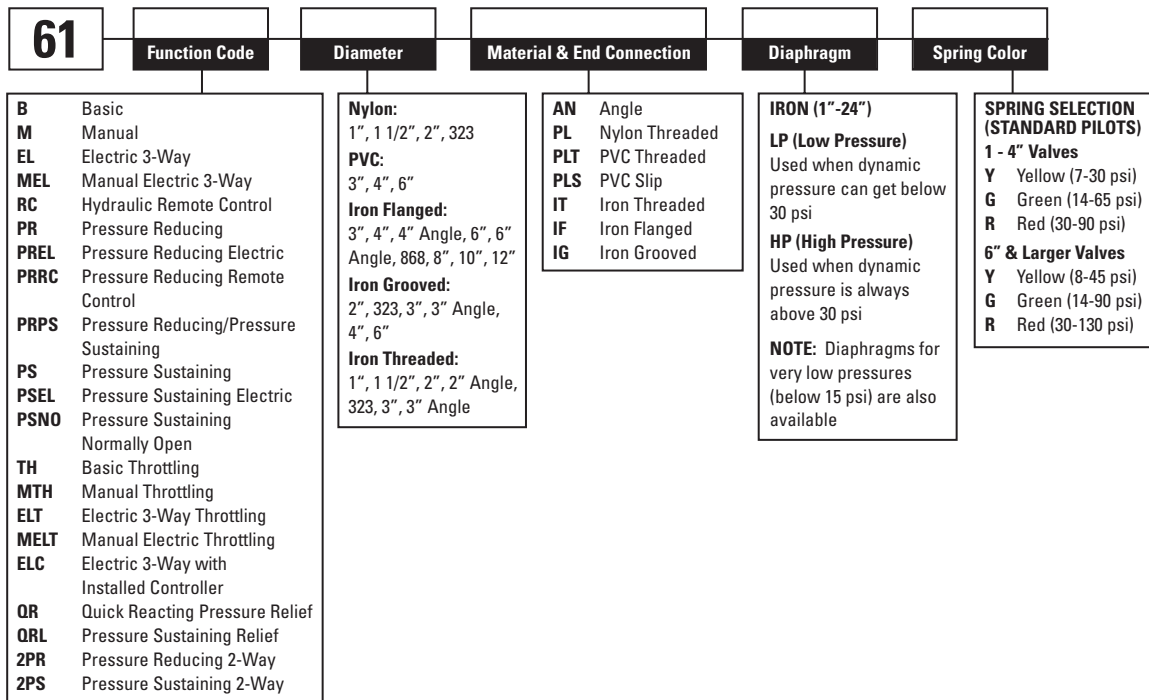 61
Function Code
Diameter
Material & End Connection
Diaphragm
Spring Color
B Basic
M Manual
EL Electric 3-Way
MEL Manual Electric 3-Way
RC Hydraulic Remote Control
PR Pressure Reducing
PREL Pressure Reducing Electric
PRRC Pressure Reducing Remote
Control
PRPS Pressure Reducing/Pressure
Sustaining
PS Pressure Sustaining
PSEL Pressure Sustaining Electric
PSNO Pressure Sustaining
Normally Open
TH Basic Throttling
MTH Manual Throttling
ELT Electric 3-Way Throttling
MELT Manual Electric Throttling
ELC Electric 3-Way with
Installed Controller
QR Quick Reacting Pressure Relief
QRL Pressure Sustaining Relief
2PR Pressure Reducing 2-Way
2PS Pressure Sustaining 2-Way
Nylon:
1", 1 1/2", 2", 323
PVC:
3", 4", 6"
Iron Flanged:
3", 4", 4" Angle, 6", 6"
Angle, 868, 8", 10", 12"
Iron Grooved:
2", 323, 3", 3" Angle,
4", 6"
Iron Threaded:
1", 1 1/2", 2", 2" Angle,
323, 3", 3" Angle
AN Angle
PL Nylon Threaded
PLT PVC Threaded
PLS PVC Slip
IT Iron Threaded
IF Iron Flanged
IG Iron Grooved
IRON (1"-24")
LP (Low Pressure)
Used when dynamic
pressure can get below
30 psi
HP (High Pressure)
Used when dynamic
pressure is always
above 30 psi
NOTE: Diaphragms for
very low pressures
(below 15 psi) are also
available
SPRING SELECTION
(STANDARD PILOTS)
1 - 4" Valves
Y Yellow (7-30 psi)
G Green (14-65 psi)
R Red (30-90 psi)
6" & Larger Valves
Y Yellow (8-45 psi)
G Green (14-90 psi)
R Red (30-130 psi)